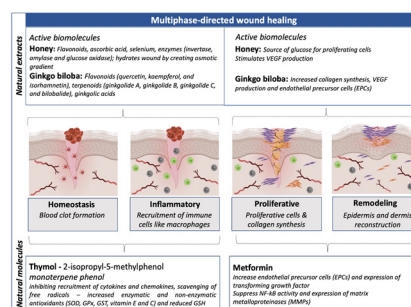 Multiphase-directed wound healing
Natural extracts
Active biomolecules
Honey: Flavonoids, ascorbic acid, selenium, enzymes (invertase,
amylase and glucose oxidase); hydrates wound by creating osmotic
gradient
Ginkgo biloba: Flavonoids (quercetin, kaempferol, and
isorhamnetin), terpenoids (ginkgolide A, ginkgolide B, ginkgolide C,
and bilobalide), ginkgolic acids
Active biomolecules
Honey: Source of glucose for proliferating cells
Stimulates VEGF production
Ginkgo biloba: Increased collagen synthesis, VEGF
production and endothelial precursor cells (EPCs)
Homeostasis
Blood clot formation
Inflammatory
Recruitment of immune
cells like macrophages
Proliferative
Proliferative cells &
collagen synthesis
Remodeling
Epidermis and dermis
reconstruction
Natural molecules
Thymol - 2-isopropyl-5-methylphenol
monoterpene phenol
inhibiting recruitment of cytokines and chemokines, scavenging of
free radicals – increased enzymatic and non-enzymatic
antioxidants (SOD, GPx, GST, vitamin E and C) and reduced GSH
Metformin
Increase endothelial precursor cells (EPCs) and expression of
transforming growth factor
Suppress NF-kB activity and expression of matrix
metalloproteinases (MMPs)